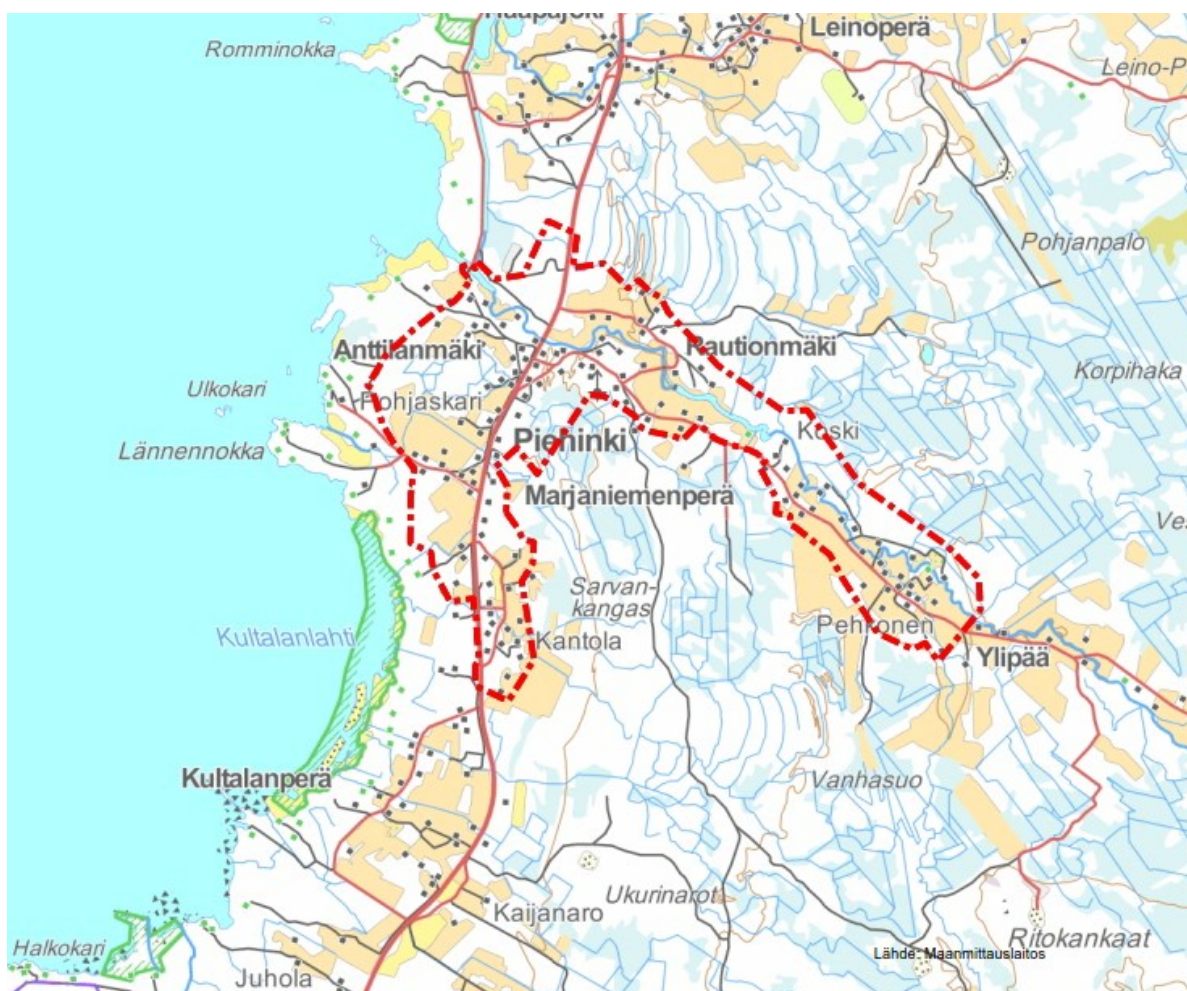 Haapajoki
Leinoperä
Romminokka
Pohjanpalo
Anttilanmäki
Rautionmäki
Korpihaka
Ulkokari
Pohjaskari
Koski
Lännennokka
Piehinki
Marjaniemenperä
Sarvan-
kangas
Kultalanlahti
Pehkonen
Kantola
Ylipää
Kultalanperä
Vanhasuo
Ukurinarot
Kaijanaro
Halkokari
Ritokankaat
Lähde: Maanmittauslaitos
Juhola